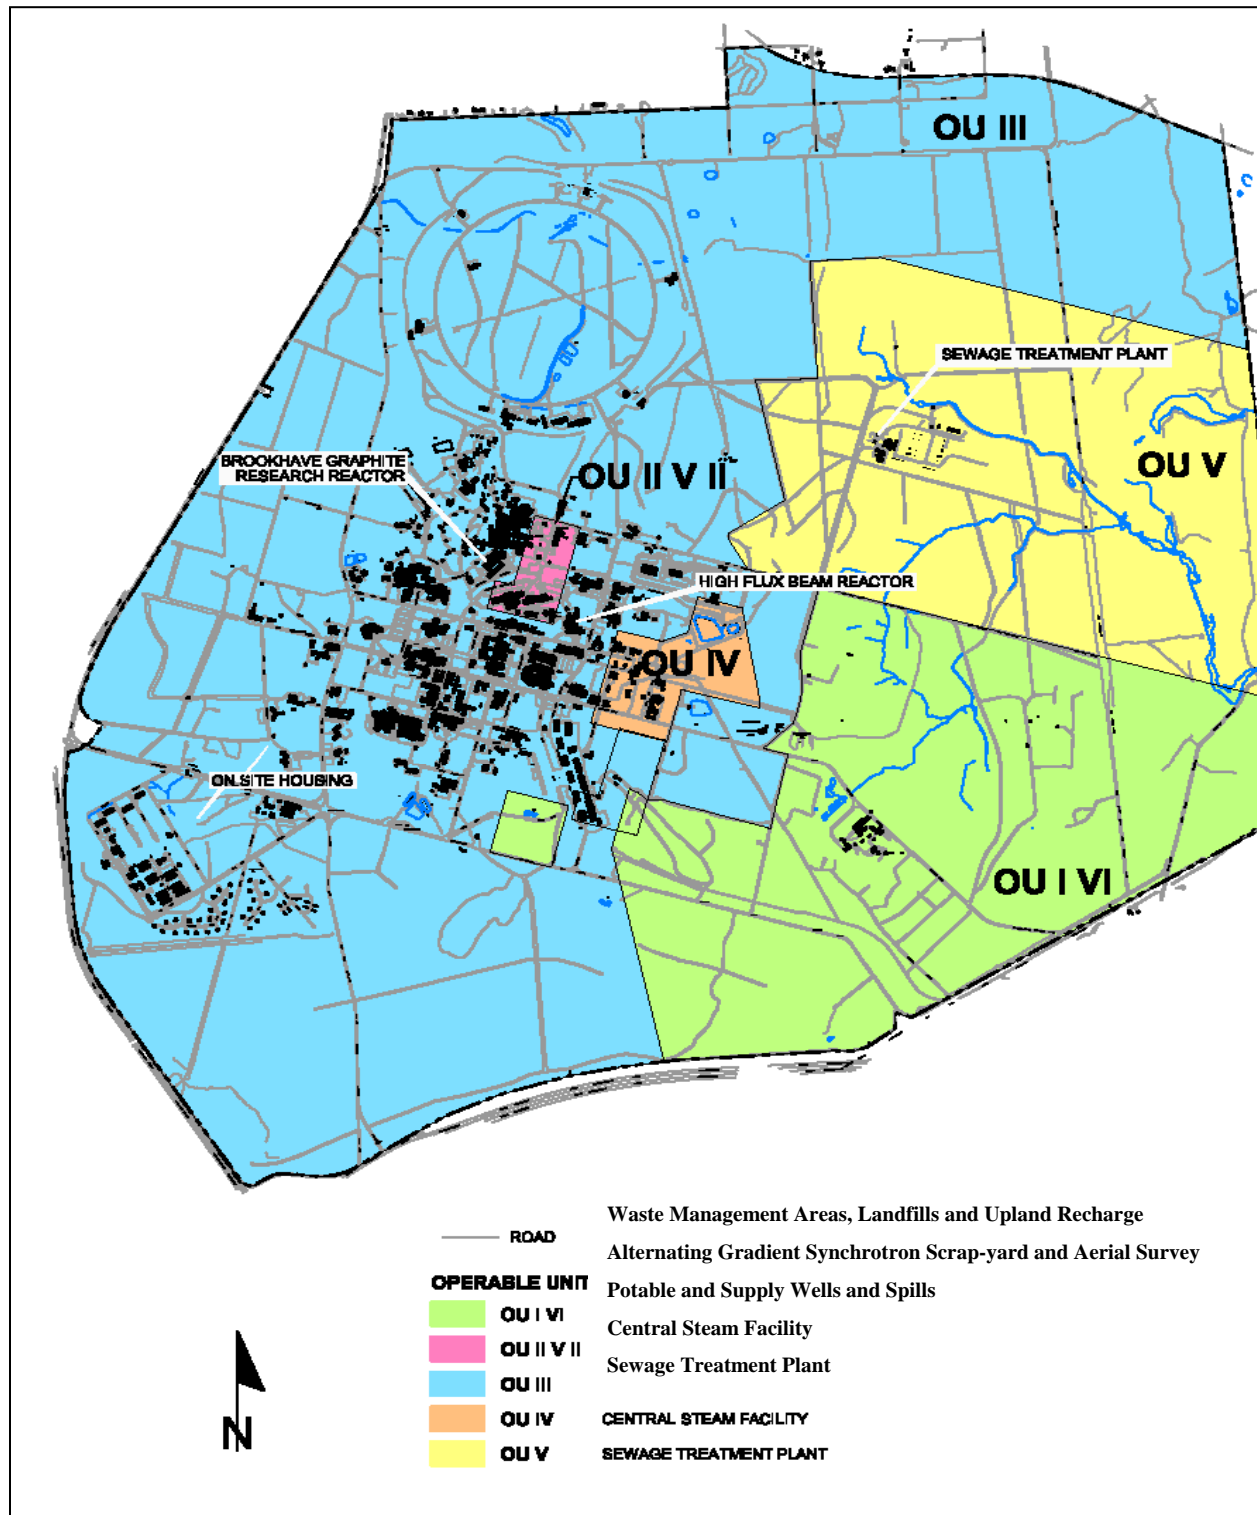 OU III
SEWAGE TREATMENT PLANT
OU V
BROOKHAVE GRAPHITE
RESEARCH REACTOR
OU II V II
HIGH FLUX BEAM REACTOR
OU IV
ON SITE HOUSING
OU I VI
Waste Management Areas, Landfills and Upland Recharge
ROAD
Alternating Gradient Synchrotron Scrap-yard and Aerial Survey
OPERABLE UNIT
Potable and Supply Wells and Spills
OU I VI
Central Steam Facility
OU II V II
Sewage Treatment Plant
OU III
OU IV CENTRAL STEAM FACILITY
OU V SEWAGE TREATMENT PLANT
N